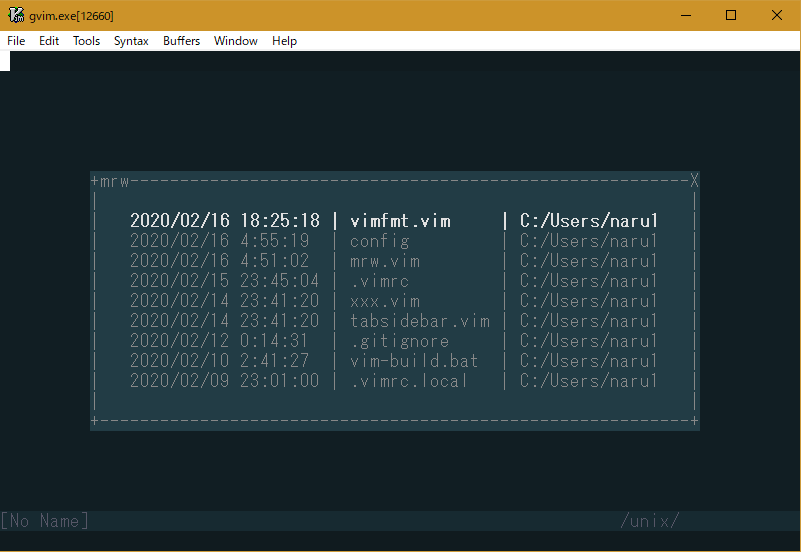 gvim.exe[12660]
File Edit Tools Syntax Buffers Window Help
+mrw--------------------------------------------------------X
2020/02/16 18:25:18 | vimfmt.vim | C:/Users/naru1
2020/02/16 4:55:19 | config | C:/Users/naru1
2020/02/16 4:51:02 | mrw.vim | C:/Users/naru1
2020/02/15 23:45:04 | .vimrc | C:/Users/naru1
2020/02/14 23:41:20 | xxx.vim | C:/Users/naru1
2020/02/14 23:41:20 | tabsidebar.vim | C:/Users/naru1
2020/02/12 0:14:31 | .gitignore | C:/Users/naru1
2020/02/10 2:41:27 | vim-build.bat | C:/Users/naru1
2020/02/09 23:01:00 | .vimrc.local | C:/Users/naru1
[No Name] /unix/